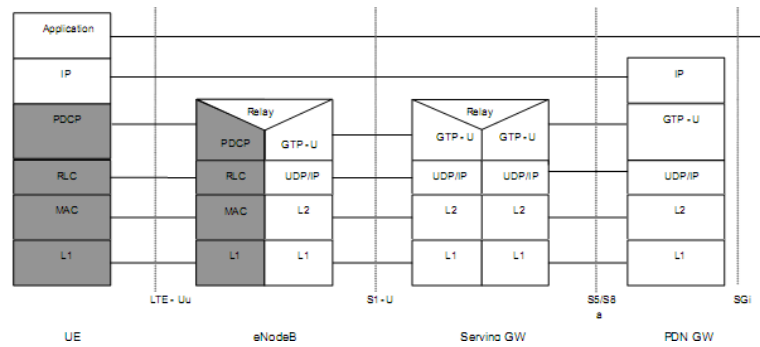 Application
IP
IP
Relay
Relay
PDCP
GTP - U
PDCP
GTP - U
GTP - U
GTP - U
RLC
RLC
UDP/IP
UDP/IP
UDP/IP
UDP/IP
MAC
MAC
L2
L2
L2
L2
L1
L1
L1
L1
L1
L1
LTE - Uu
S1 - U
S5/S8
a
SGi
UE
eNodeB
Serving GW
PDN GW